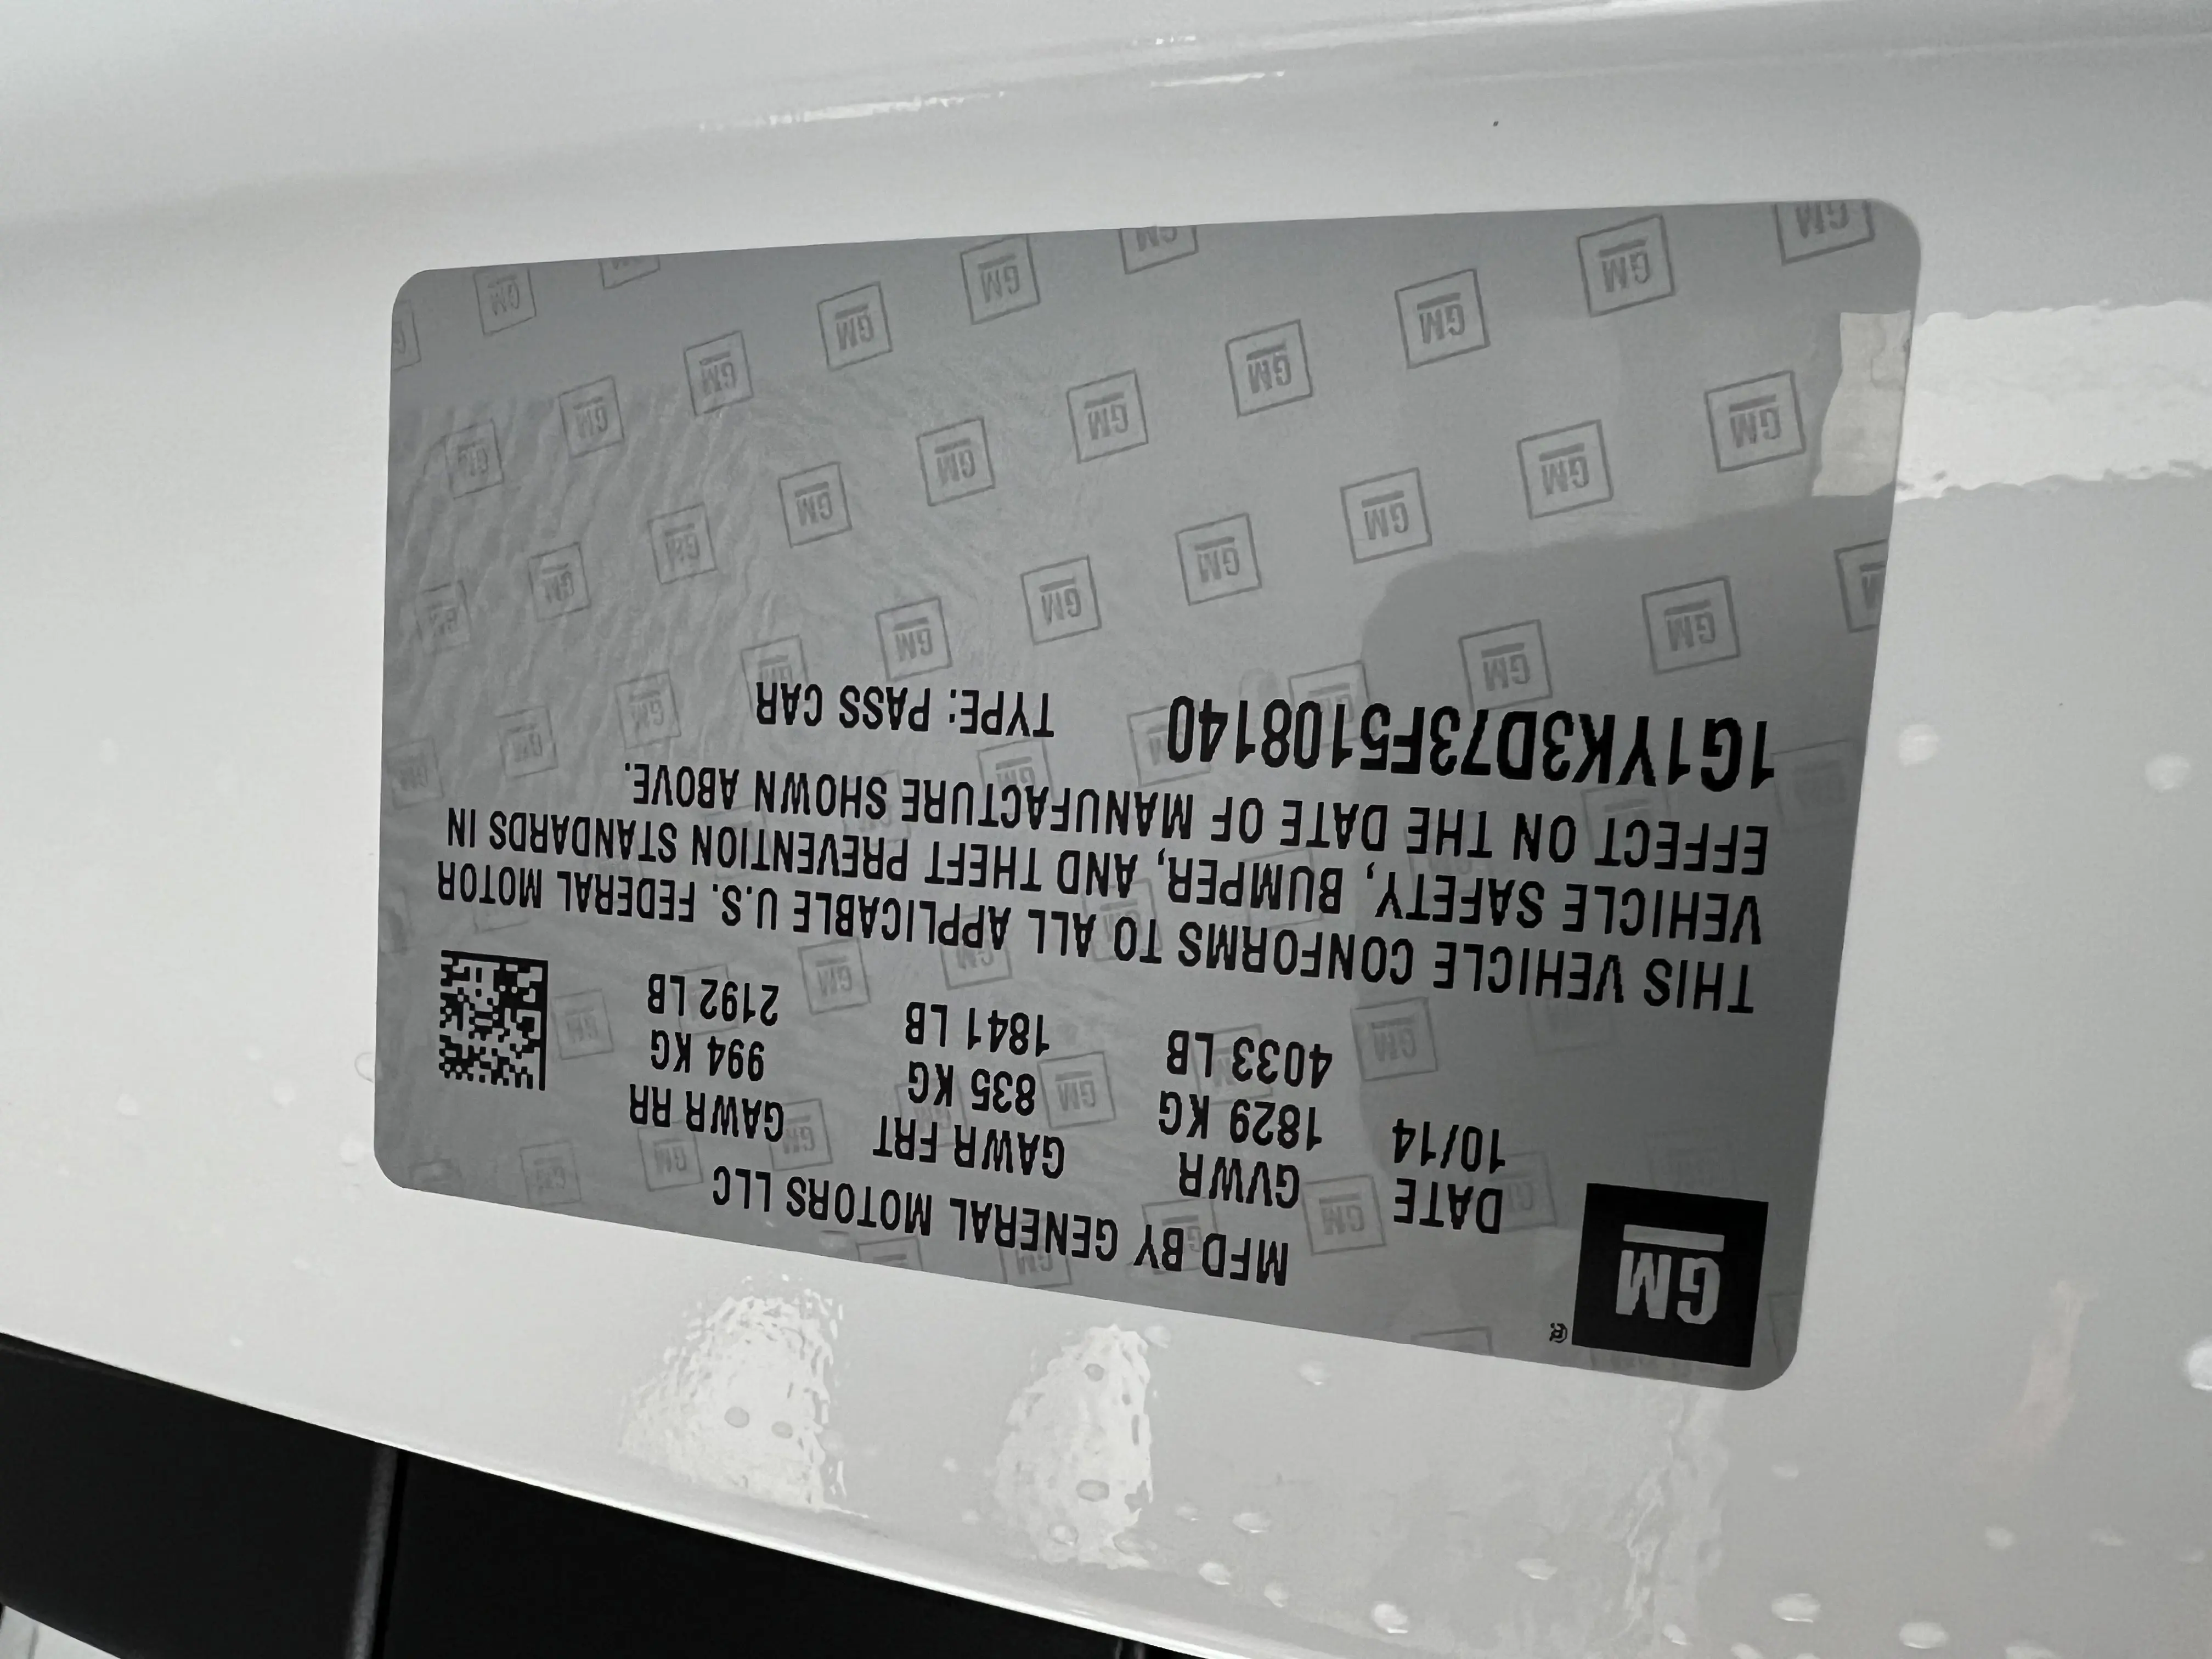 GM ®
MFD BY GENERAL MOTORS LLC
DATE GVWR GAWR FRT GAWR RR
10/14 1829 KG 835 KG 994 KG
4033 LB 1841 LB 2192 LB
THIS VEHICLE CONFORMS TO ALL APPLICABLE U.S. FEDERAL MOTOR
VEHICLE SAFETY, BUMPER, AND THEFT PREVENTION STANDARDS IN
EFFECT ON THE DATE OF MANUFACTURE SHOWN ABOVE.
1G1YK3D73F5108140 TYPE: PASS CAR